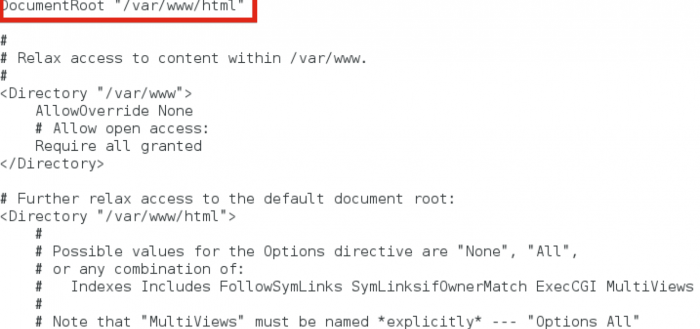 DocumentRoot "/var/www/html"
#
# Relax access to content within /var/www.
#
<Directory "/var/www">
    AllowOverride None
    # Allow open access:
    Require all granted
</Directory>
# Further relax access to the default document root:
<Directory "/var/www/html">
    #
    # Possible values for the Options directive are "None", "All",
    # or any combination of:
    #   Indexes Includes FollowSymLinks SymLinksifOwnerMatch ExecCGI MultiViews
    #
    # Note that "MultiViews" must be named *explicitly* --- "Options All"